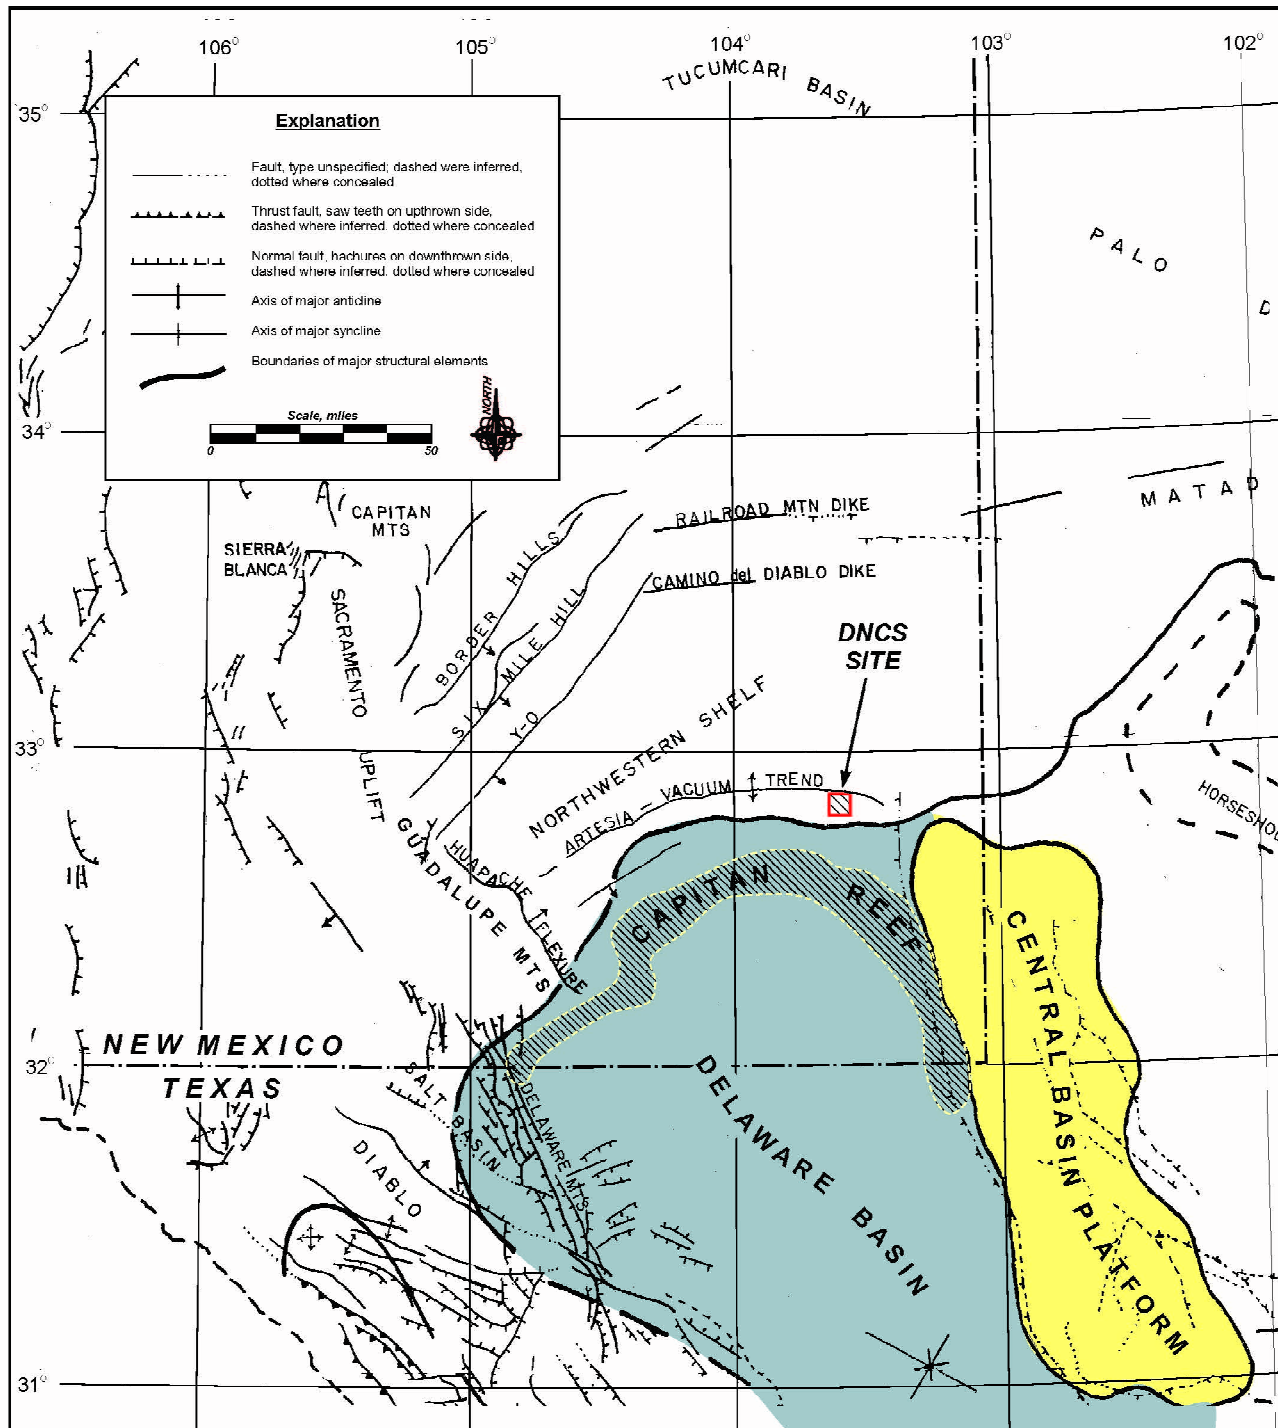 106° 105° 104° 103° 102°
TUCUMCARI BASIN
35°
Explanation
Fault, type unspecified; dashed were inferred,
dotted where concealed
Thrust fault, saw teeth on upthrown side,
dashed where inferred, dotted where concealed
Normal fault, hachures on downthrown side,
dashed where inferred, dotted where concealed
Axis of major anticline
Axis of major syncline
Boundaries of major structural elements
Scale, miles
0 50
NORTH
PALO
D
34°
MATAD
CAPITAN
MTS
RAILROAD MTN DIKE
SIERRA
BLANCA
CAMINO del DIABLO DIKE
BORDER HILLS
SIX MILE HILL
Y-O
SACRAMENTO UPLIFT
DNCS
SITE
33°
NORTHWESTERN SHELF
ARTESIA – VACUUM TREND
HORSESHO
GUADALUPE MTS
HUAPACHE FLEXURE
CAPITAN REEF
CENTRAL BASIN PLATFORM
NEW MEXICO
32°
TEXAS
SALT BASIN
DELAWARE MTS
DELAWARE BASIN
DIABLO
31°